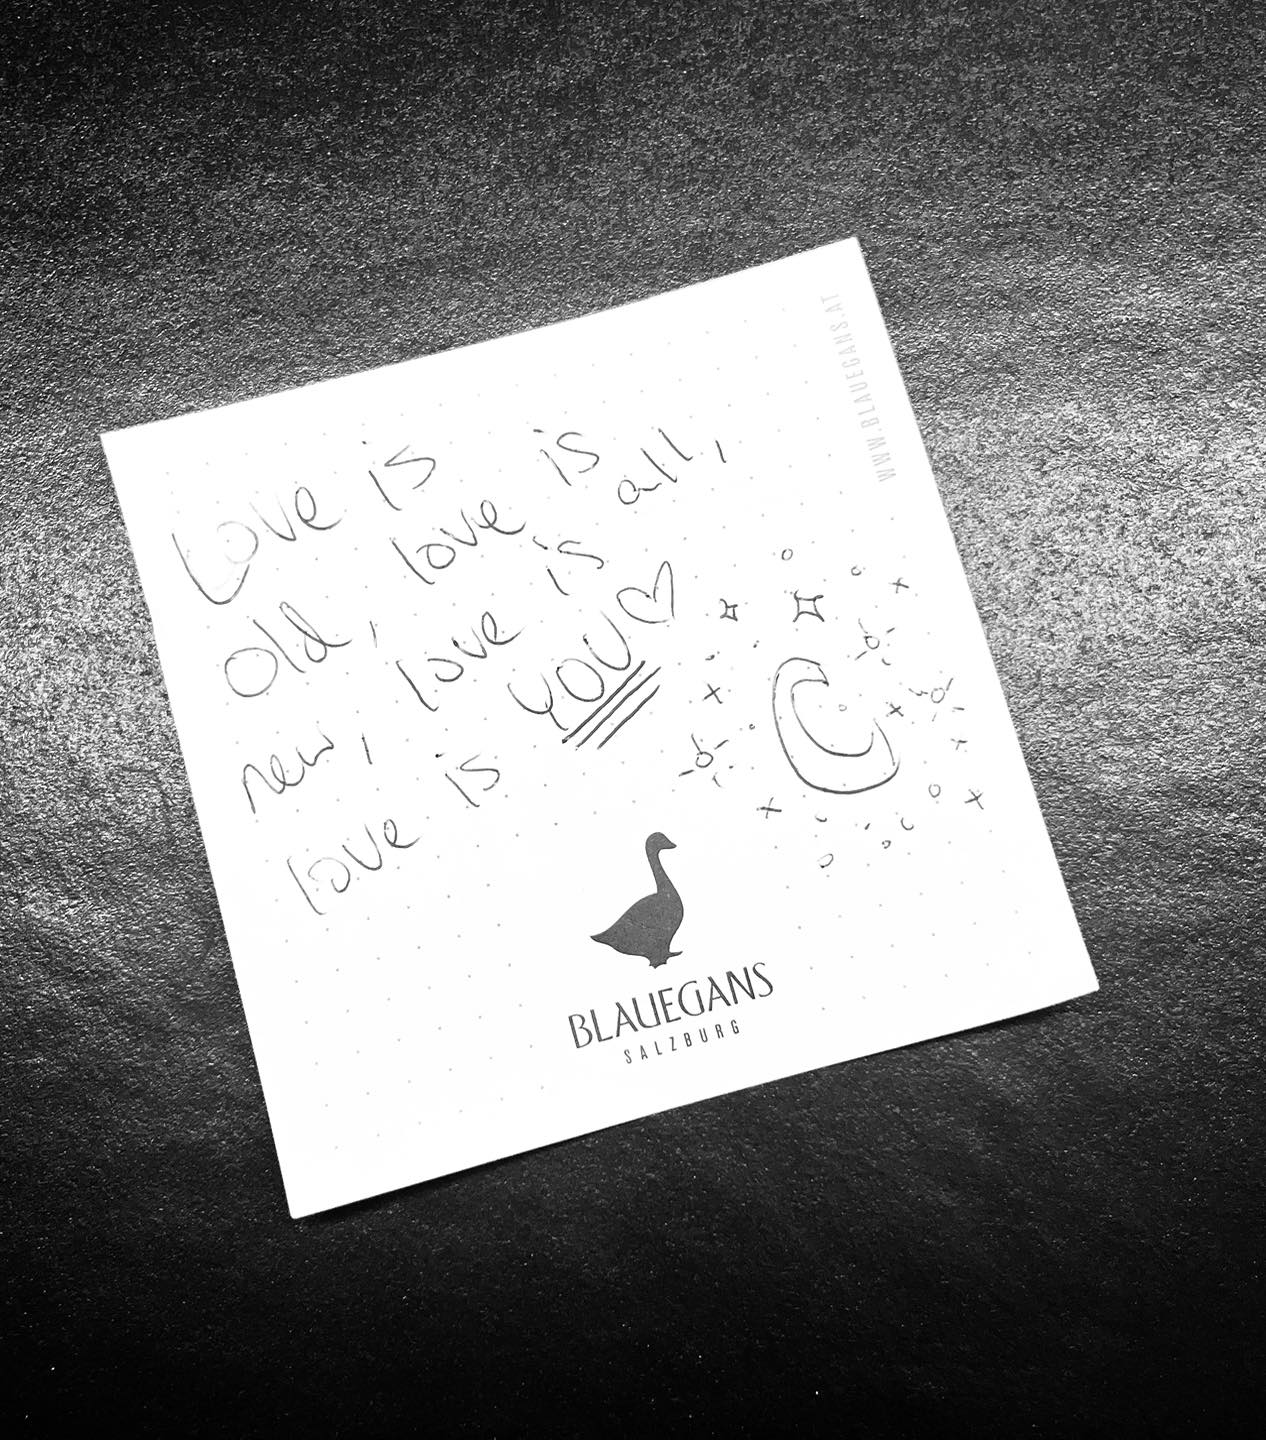 Love is
old, love is
new, love is all,
love is YOU
WWW.BLAUEGANS.AT
BLAUEGANS
SALZBURG